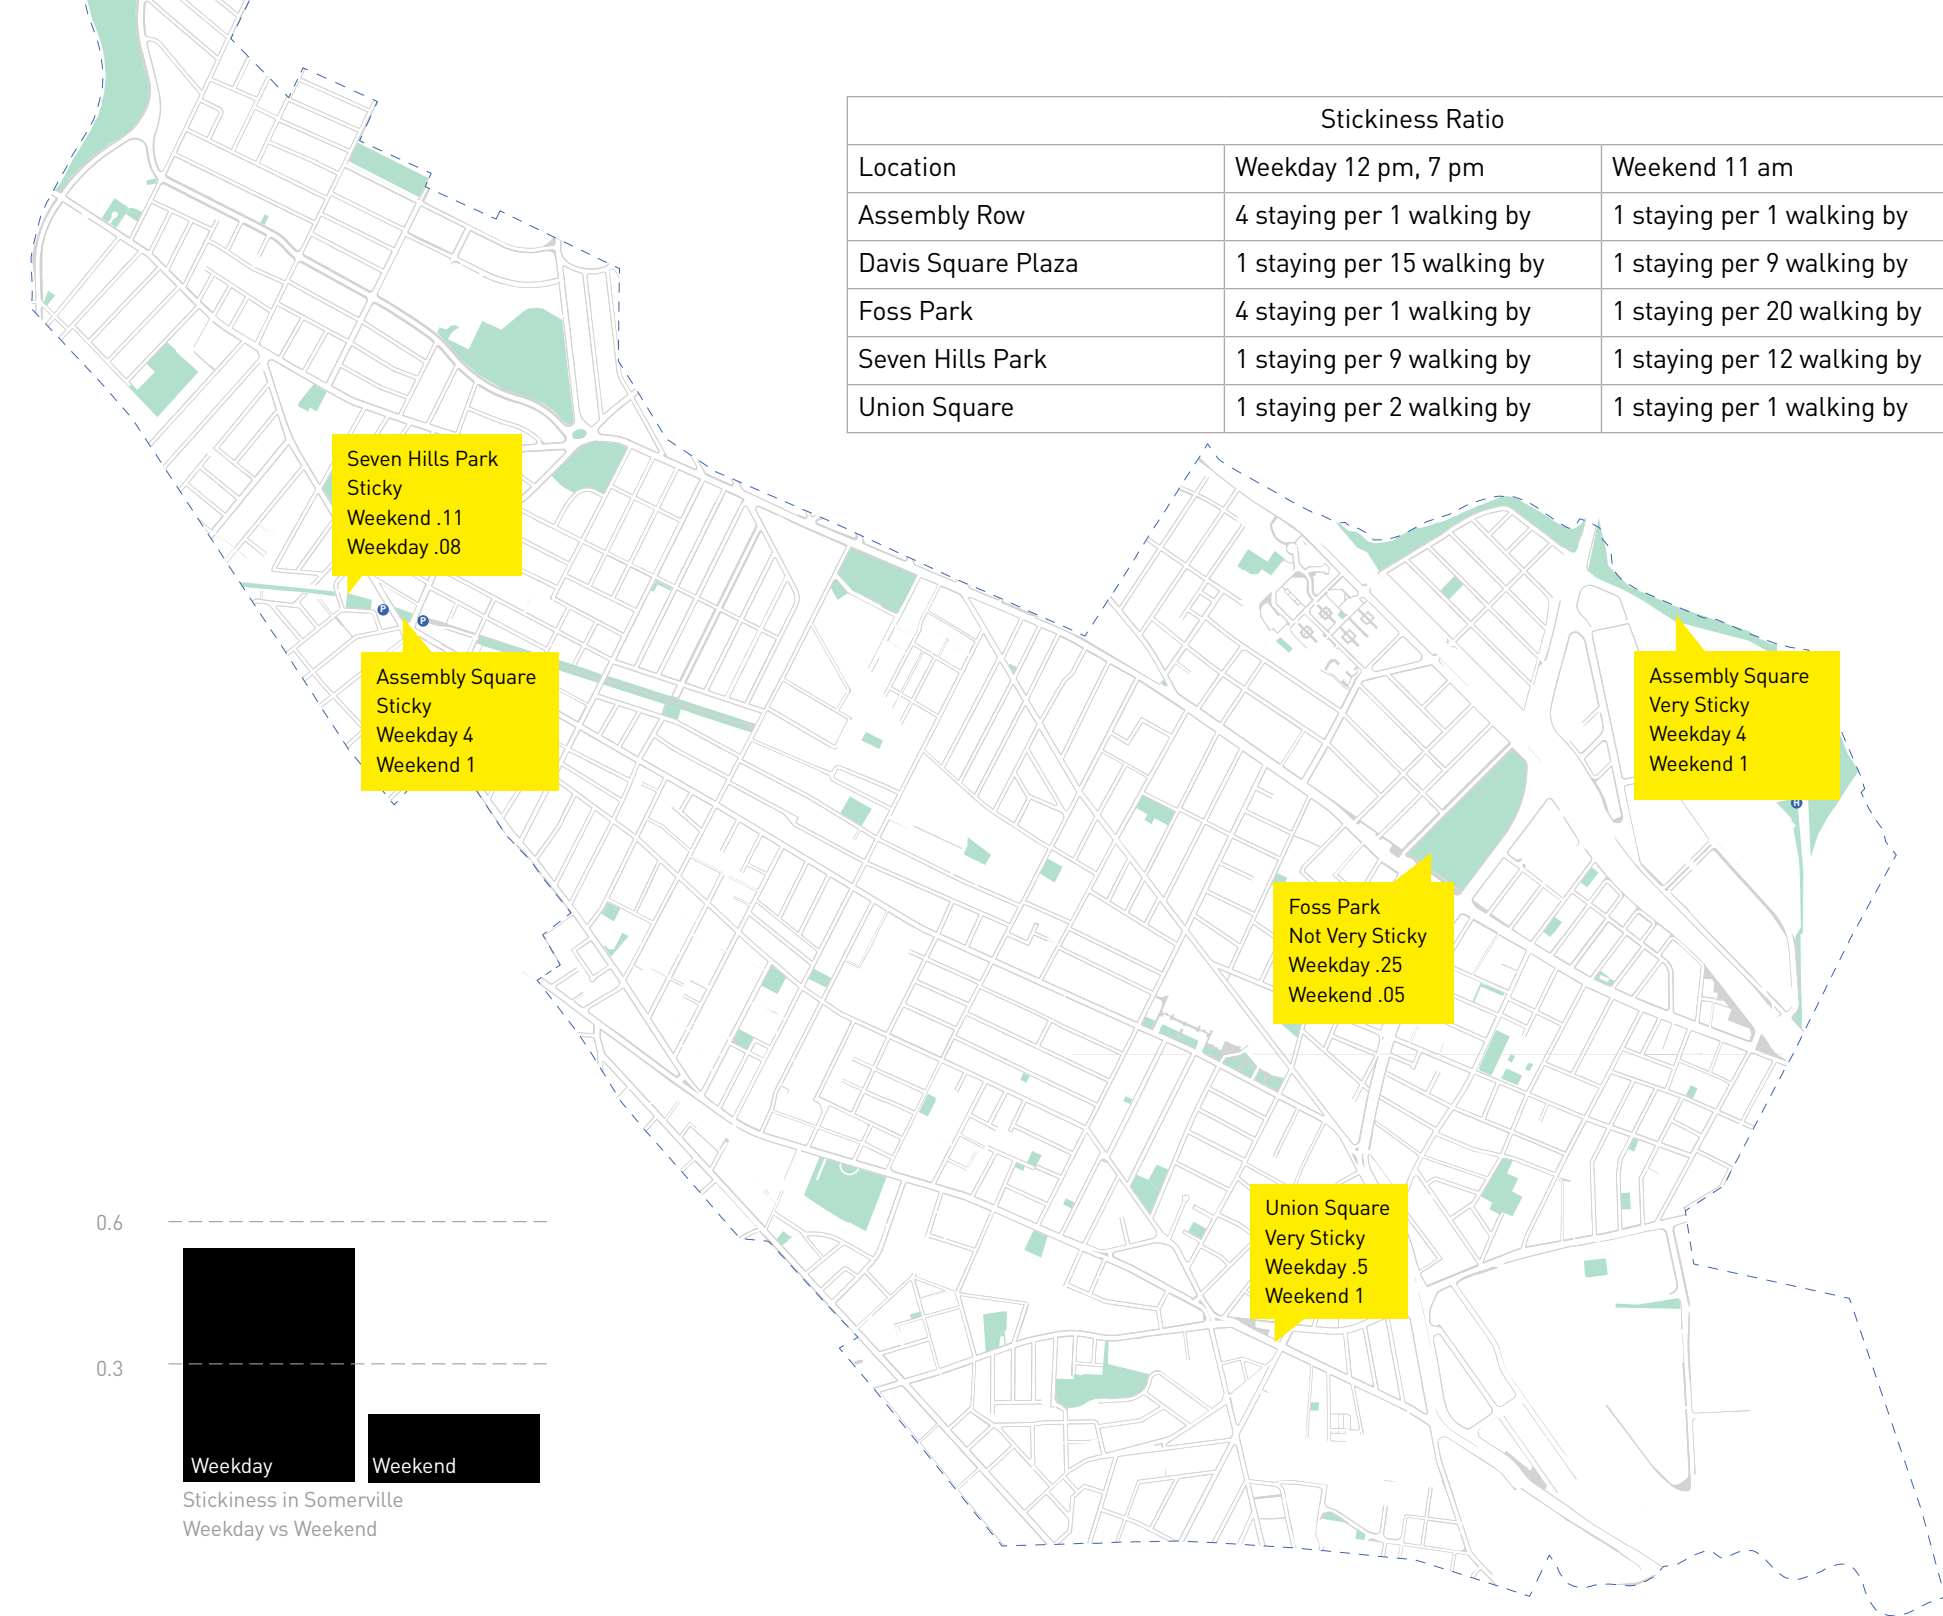 Stickiness Ratio
Location Weekday 12 pm, 7 pm Weekend 11 am
Assembly Row 4 staying per 1 walking by 1 staying per 1 walking by
Davis Square Plaza 1 staying per 15 walking by 1 staying per 9 walking by
Foss Park 4 staying per 1 walking by 1 staying per 20 walking by
Seven Hills Park 1 staying per 9 walking by 1 staying per 12 walking by
Union Square 1 staying per 2 walking by 1 staying per 1 walking by
Seven Hills Park
Sticky
Weekend .11
Weekday .08
P
P
Assembly Square
Sticky
Weekday 4
Weekend 1
Assembly Square
Very Sticky
Weekday 4
Weekend 1
H
Foss Park
Not Very Sticky
Weekday .25
Weekend .05
Union Square
Very Sticky
Weekday .5
Weekend 1
0.6
0.3
Weekday Weekend
Stickiness in Somerville
Weekday vs Weekend